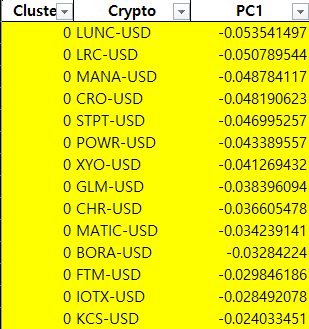 Cluste Crypto PC1
0 LUNC-USD -0.053541497
0 LRC-USD -0.050789544
0 MANA-USD -0.048784117
0 CRO-USD -0.048190623
0 STPT-USD -0.046995257
0 POWR-USD -0.043389557
0 XYO-USD -0.041269432
0 GLM-USD -0.038396094
0 CHR-USD -0.036605478
0 MATIC-USD -0.034239141
0 BORA-USD -0.03284224
0 FTM-USD -0.029846186
0 IOTX-USD -0.028492078
0 KCS-USD -0.024033451